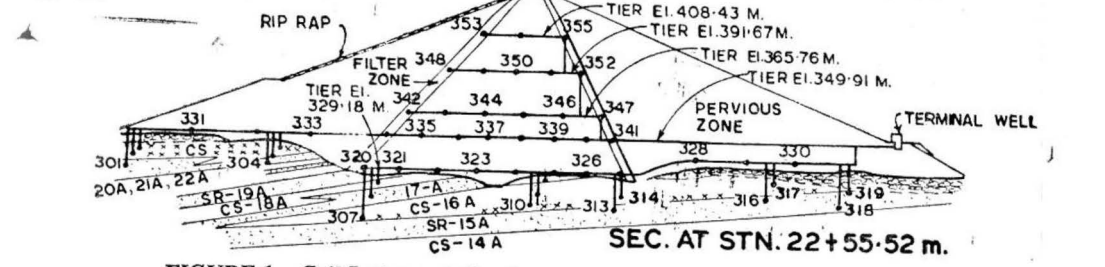 TIER El. 408·43 M.
RIP RAP
353
355
TIER El. 391·67M.
FILTER
ZONE
348
350
352
TIER El.365·76 M.
TIER El.349·91 M.
TIER El.
329·18 M.
342
344
346
347
PERVIOUS
ZONE
TERMINAL WELL
331
333
335
337
339
341
CS
301
304
320
321
323
326
328
330
20A, 21A, 22A
SR-19A
CS-18A
17-A
CS-16 A
307
310
313
314
316
317
318
319
SR-15A
CS-14 A
SEC. AT STN. 22+55·52 m.